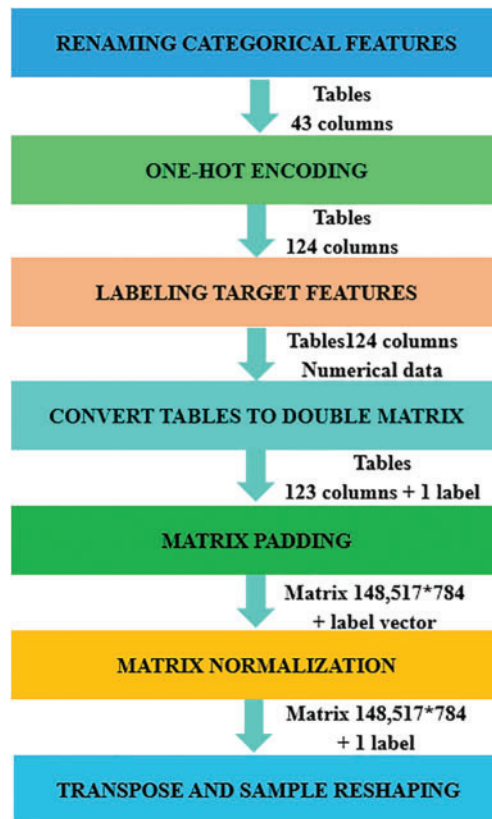 RENAMING CATEGORICAL FEATURES
Tables
43 columns
ONE-HOT ENCODING
Tables
124 columns
LABELING TARGET FEATURES
Tables124 columns
Numerical data
CONVERT TABLES TO DOUBLE MATRIX
Tables
123 columns + 1 label
MATRIX PADDING
Matrix 148,517*784
+ label vector
MATRIX NORMALIZATION
Matrix 148,517*784
+ 1 label
TRANSPOSE AND SAMPLE RESHAPING